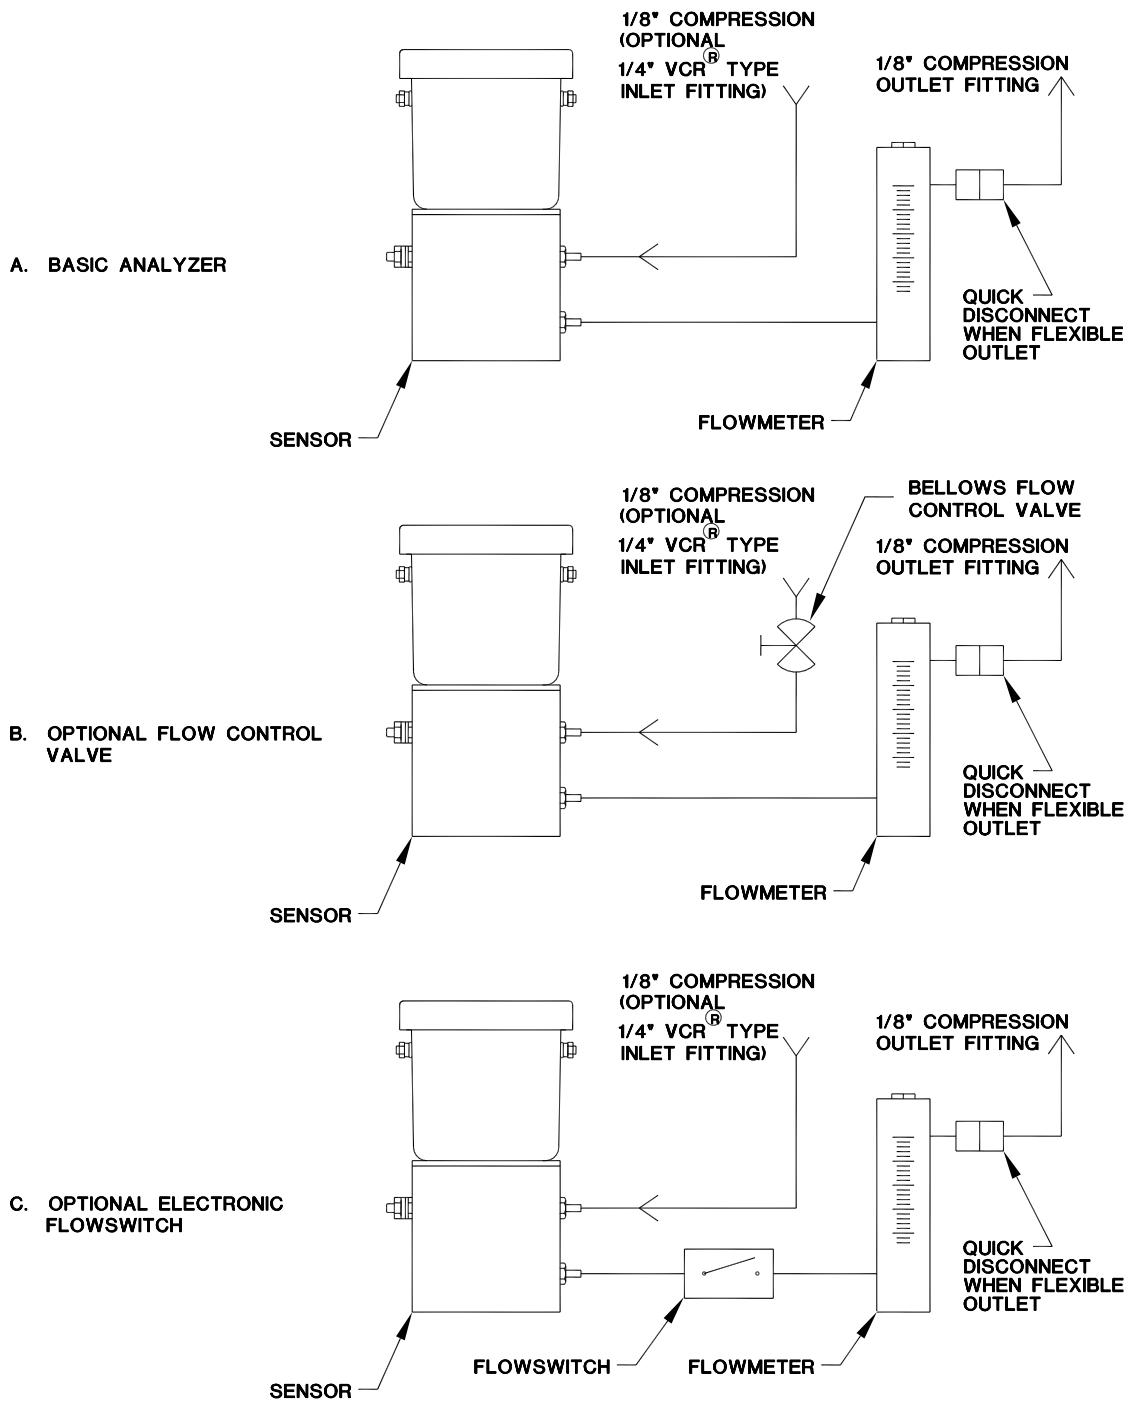 1/8" COMPRESSION
(OPTIONAL
1/4" VCR® TYPE
INLET FITTING)
1/8" COMPRESSION
OUTLET FITTING
A. BASIC ANALYZER
QUICK
DISCONNECT
WHEN FLEXIBLE
OUTLET
FLOWMETER
SENSOR
1/8" COMPRESSION
(OPTIONAL
1/4" VCR® TYPE
INLET FITTING)
BELLOWS FLOW
CONTROL VALVE
1/8" COMPRESSION
OUTLET FITTING
B. OPTIONAL FLOW CONTROL
VALVE
QUICK
DISCONNECT
WHEN FLEXIBLE
OUTLET
FLOWMETER
SENSOR
1/8" COMPRESSION
(OPTIONAL
1/4" VCR® TYPE
INLET FITTING)
1/8" COMPRESSION
OUTLET FITTING
C. OPTIONAL ELECTRONIC
FLOWSWITCH
QUICK
DISCONNECT
WHEN FLEXIBLE
OUTLET
FLOWSWITCH
FLOWMETER
SENSOR